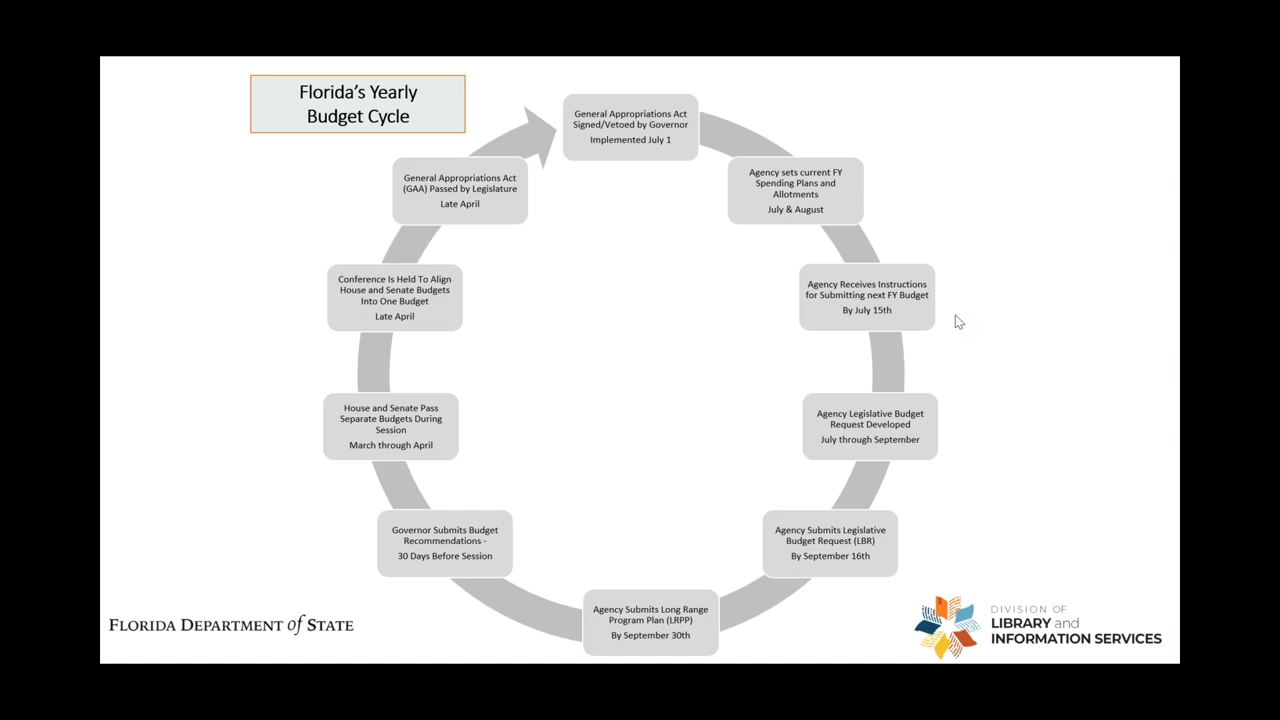 Florida's Yearly
Budget Cycle
General Appropriations Act
Signed/Vetoed by Governor
Implemented July 1
Agency sets current FY
Spending Plans and
Allotments
July & August
Agency Receives Instructions
for Submitting next FY Budget
By July 15th
Agency Legislative Budget
Request Developed
July through September
Agency Submits Legislative
Budget Request (LBR)
By September 16th
Agency Submits Long Range
Program Plan (LRPP)
By September 30th
Governor Submits Budget
Recommendations -
30 Days Before Session
House and Senate Pass
Separate Budgets During
Session
March through April
Conference Is Held To Align
House and Senate Budgets
Into One Budget
Late April
General Appropriations Act
(GAA) Passed by Legislature
Late April
FLORIDA DEPARTMENT of STATE
DIVISION OF
LIBRARY and
INFORMATION SERVICES